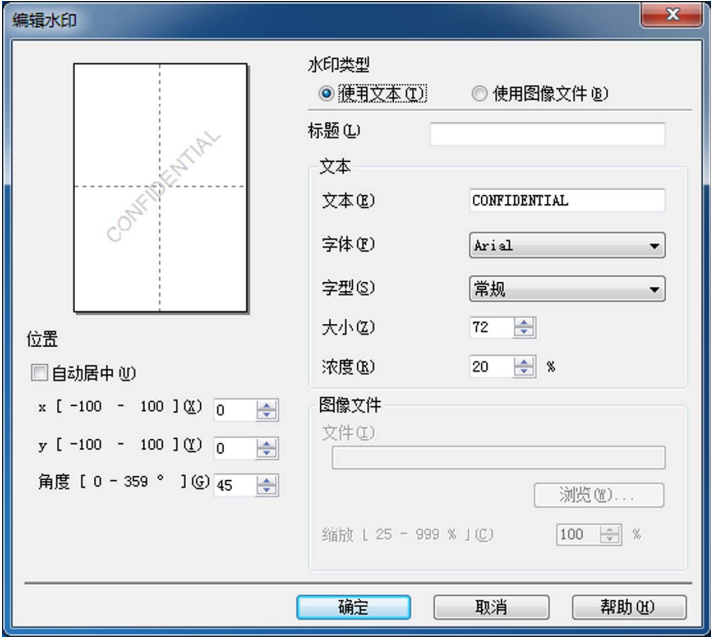 编辑水印
CONFIDENTIAL
水印类型
使用文本(T) 使用图像文件(B)
标题(L)
文本
文本(E) CONFIDENTIAL
字体(F) Arial
字型(S) 常规
大小(Z) 72
浓度(R) 20 %
位置
自动居中(U)
x [ -100 - 100 ](X) 0
y [ -100 - 100 ](Y) 0
角度 [ 0 - 359 ° ](G) 45
图像文件
文件(I)
浏览(W)...
缩放 [ 25 - 999 % ](C) 100 %
确定 取消 帮助(H)